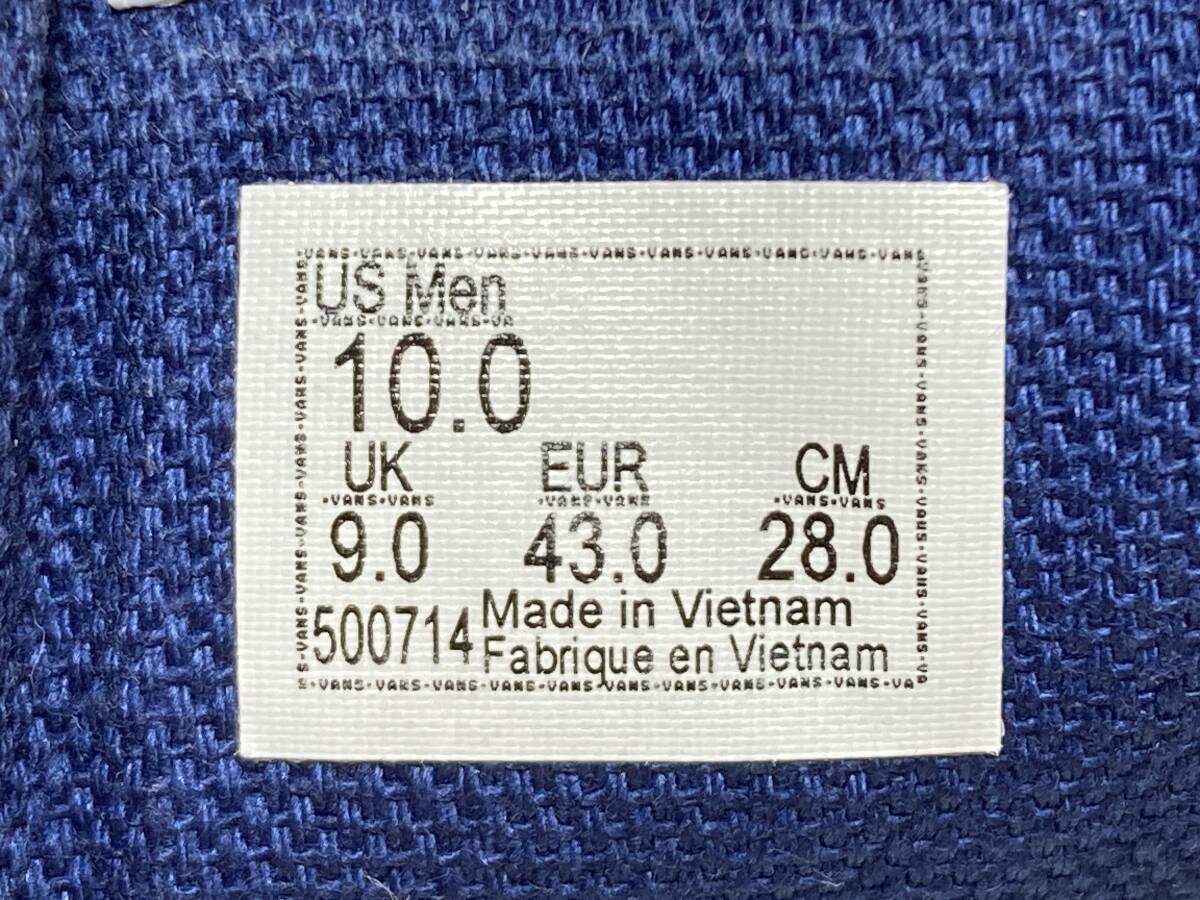 VANS·VANS·VANS·VANS·VANS·VANS·VANS·VANS·VANS·VANS
US Men
·VANS·VANS·VANS·VA
10.0
UK EUR CM
·VANS·VANS ·VANS·VANS ·VANS·VANS
9.0 43.0 28.0
500714 Made in Vietnam
Fabrique en Vietnam
S·VANS·VANS·VANS·VANS·VANS·VANS·VANS·VANS·VANS·VA